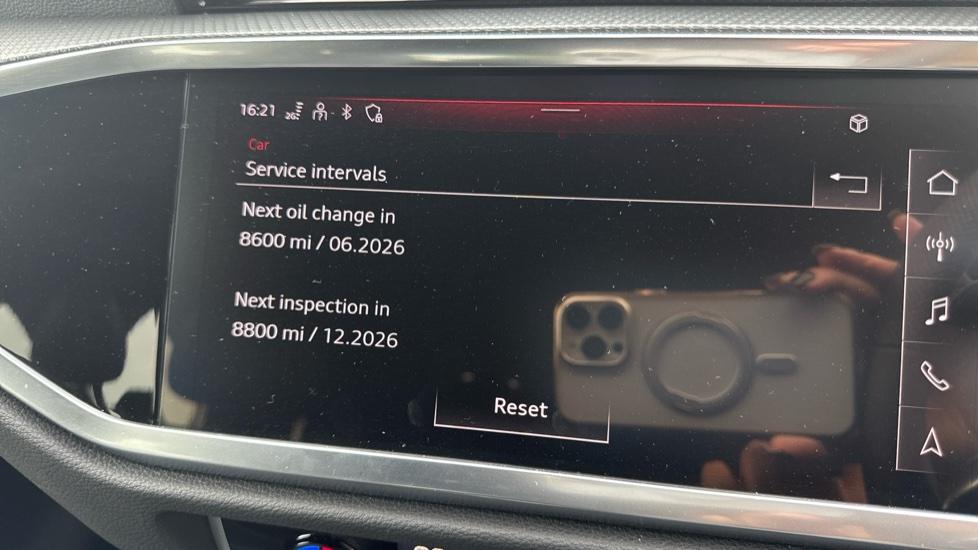 16:21
Car
Service intervals
Next oil change in
8600 mi / 06.2026
Next inspection in
8800 mi / 12.2026
Reset